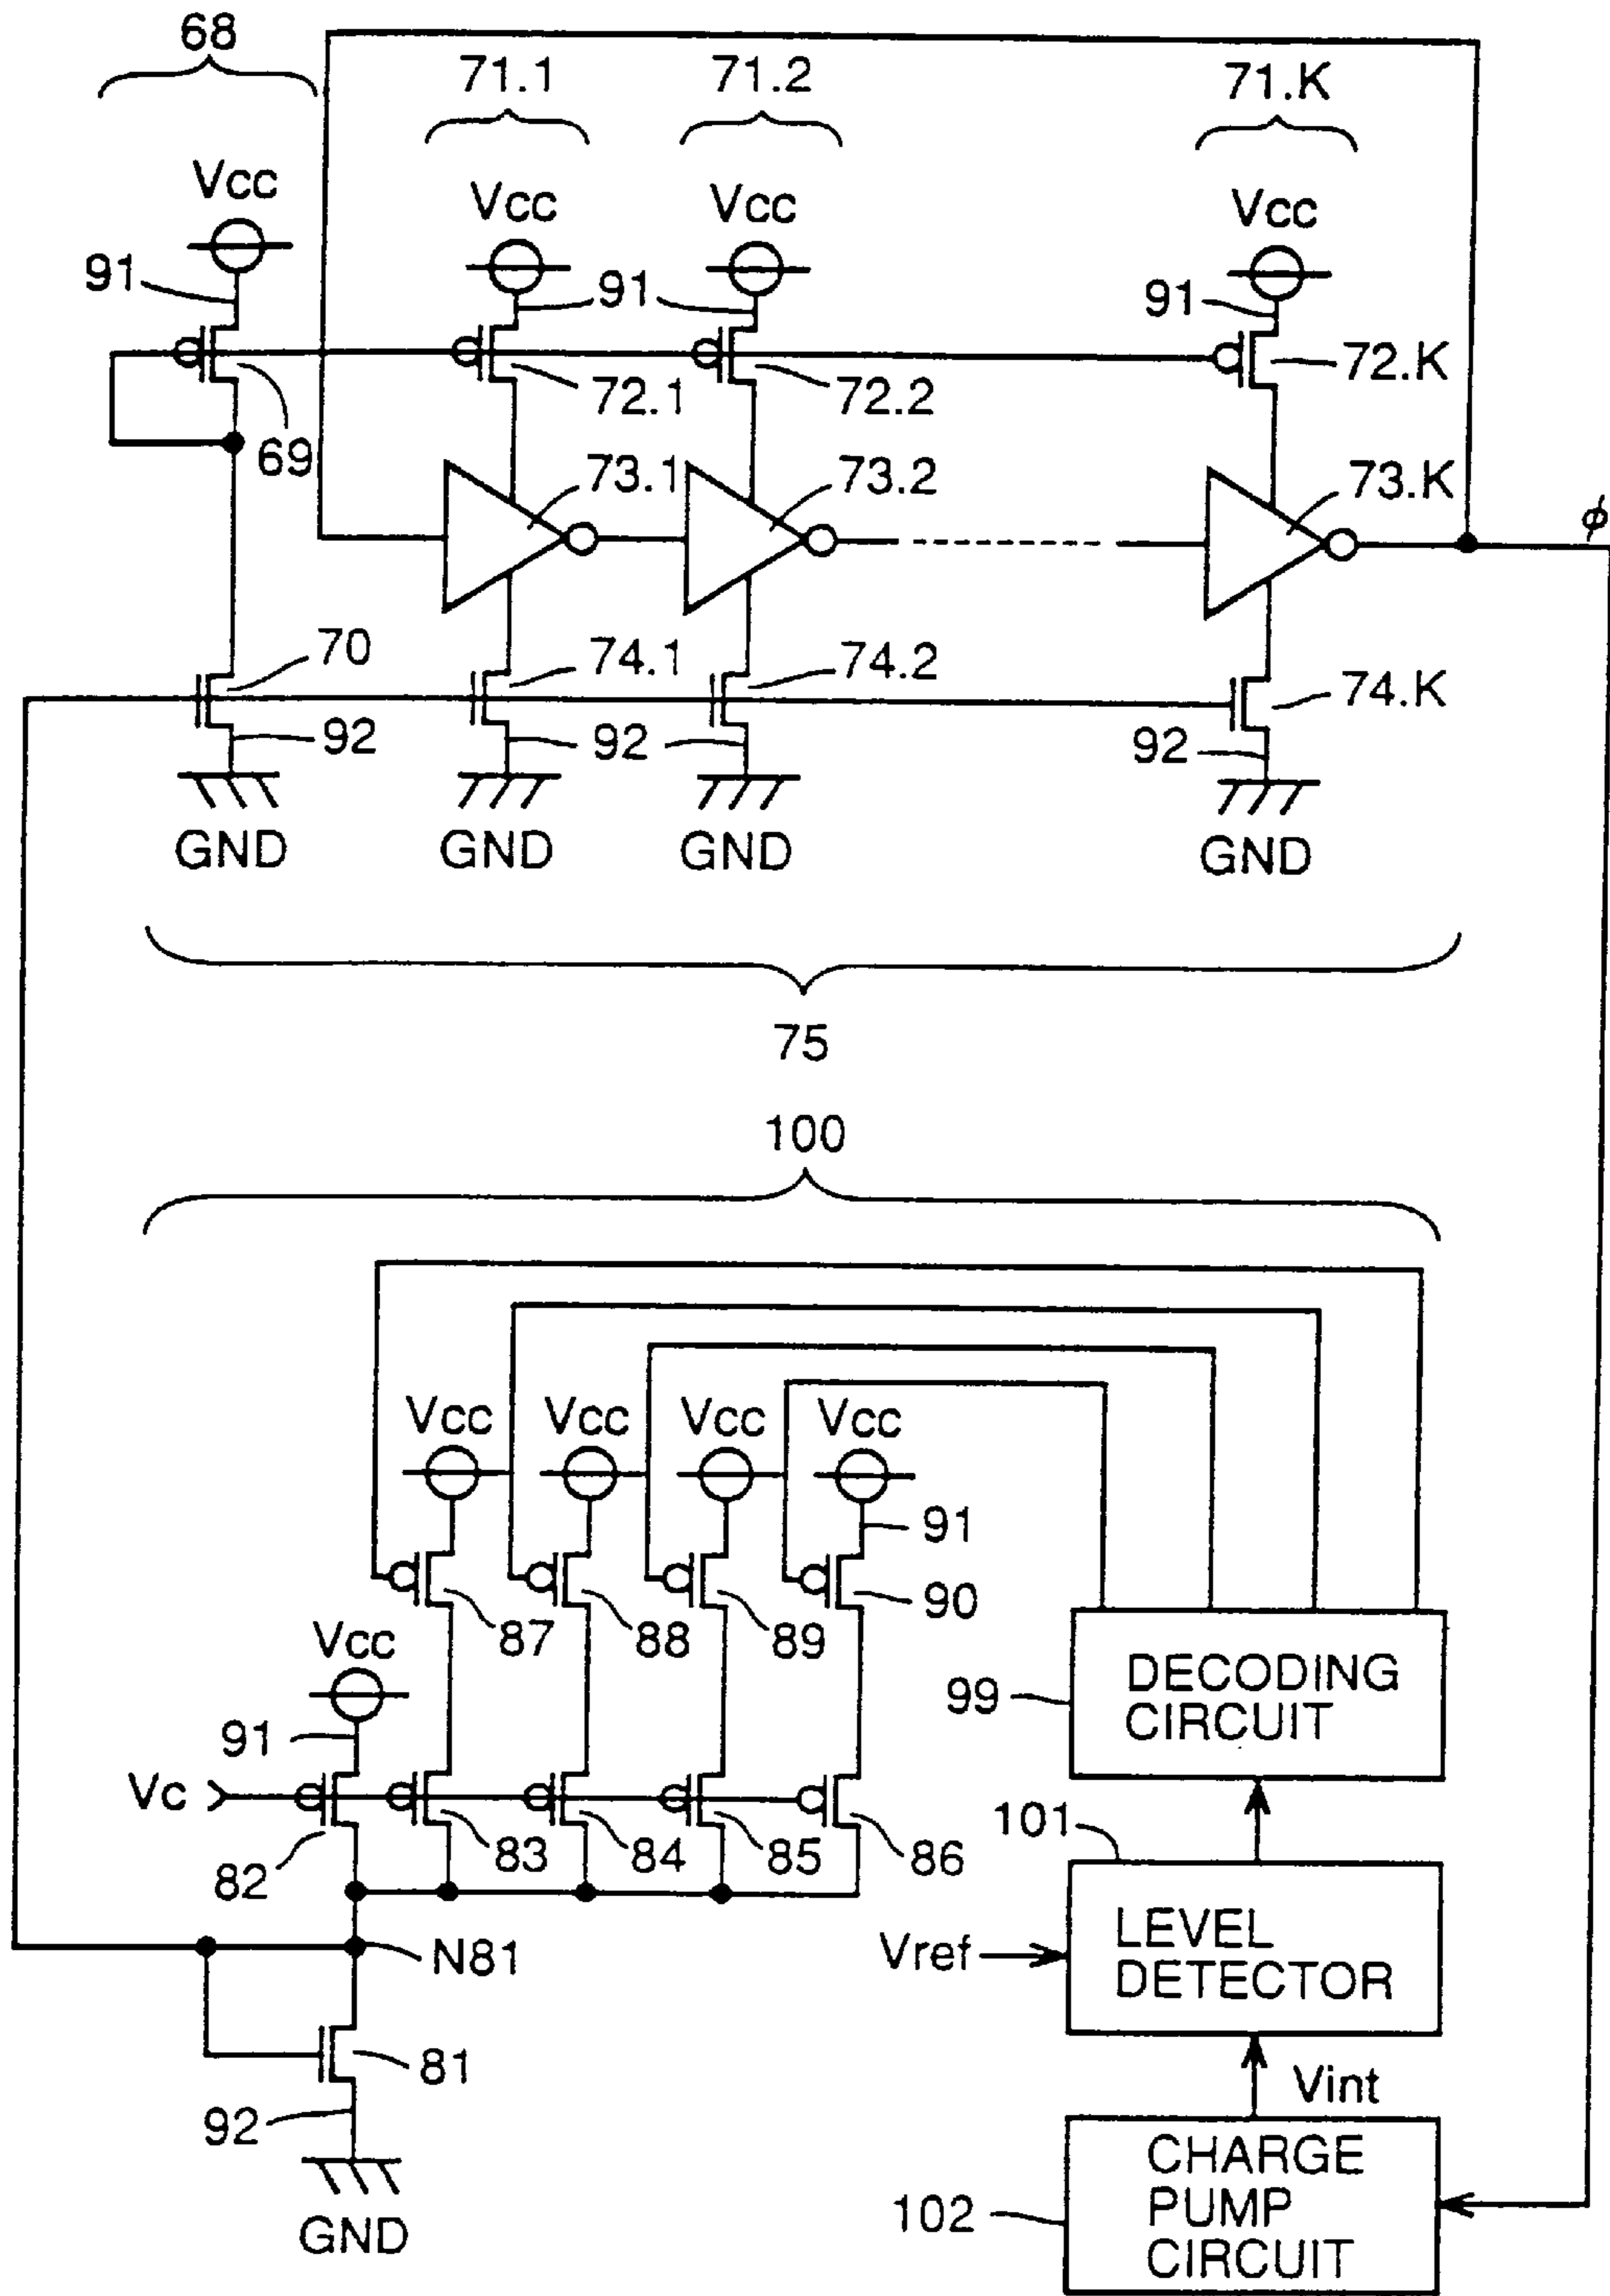 68
71.1 71.2 71.K
Vcc Vcc Vcc Vcc
91 91 91
69 72.1 72.2 72.K
73.1 73.2 73.K
ϕ
70 74.1 74.2 74.K
92 92 92
GND GND GND GND
75
100
Vcc Vcc Vcc Vcc
91
87 88 89 90
Vcc
91
99
DECODING
CIRCUIT
Vc
82 83 84 85 86
101
N81
Vref
LEVEL
DETECTOR
81
92
GND
Vint
102
CHARGE
PUMP
CIRCUIT